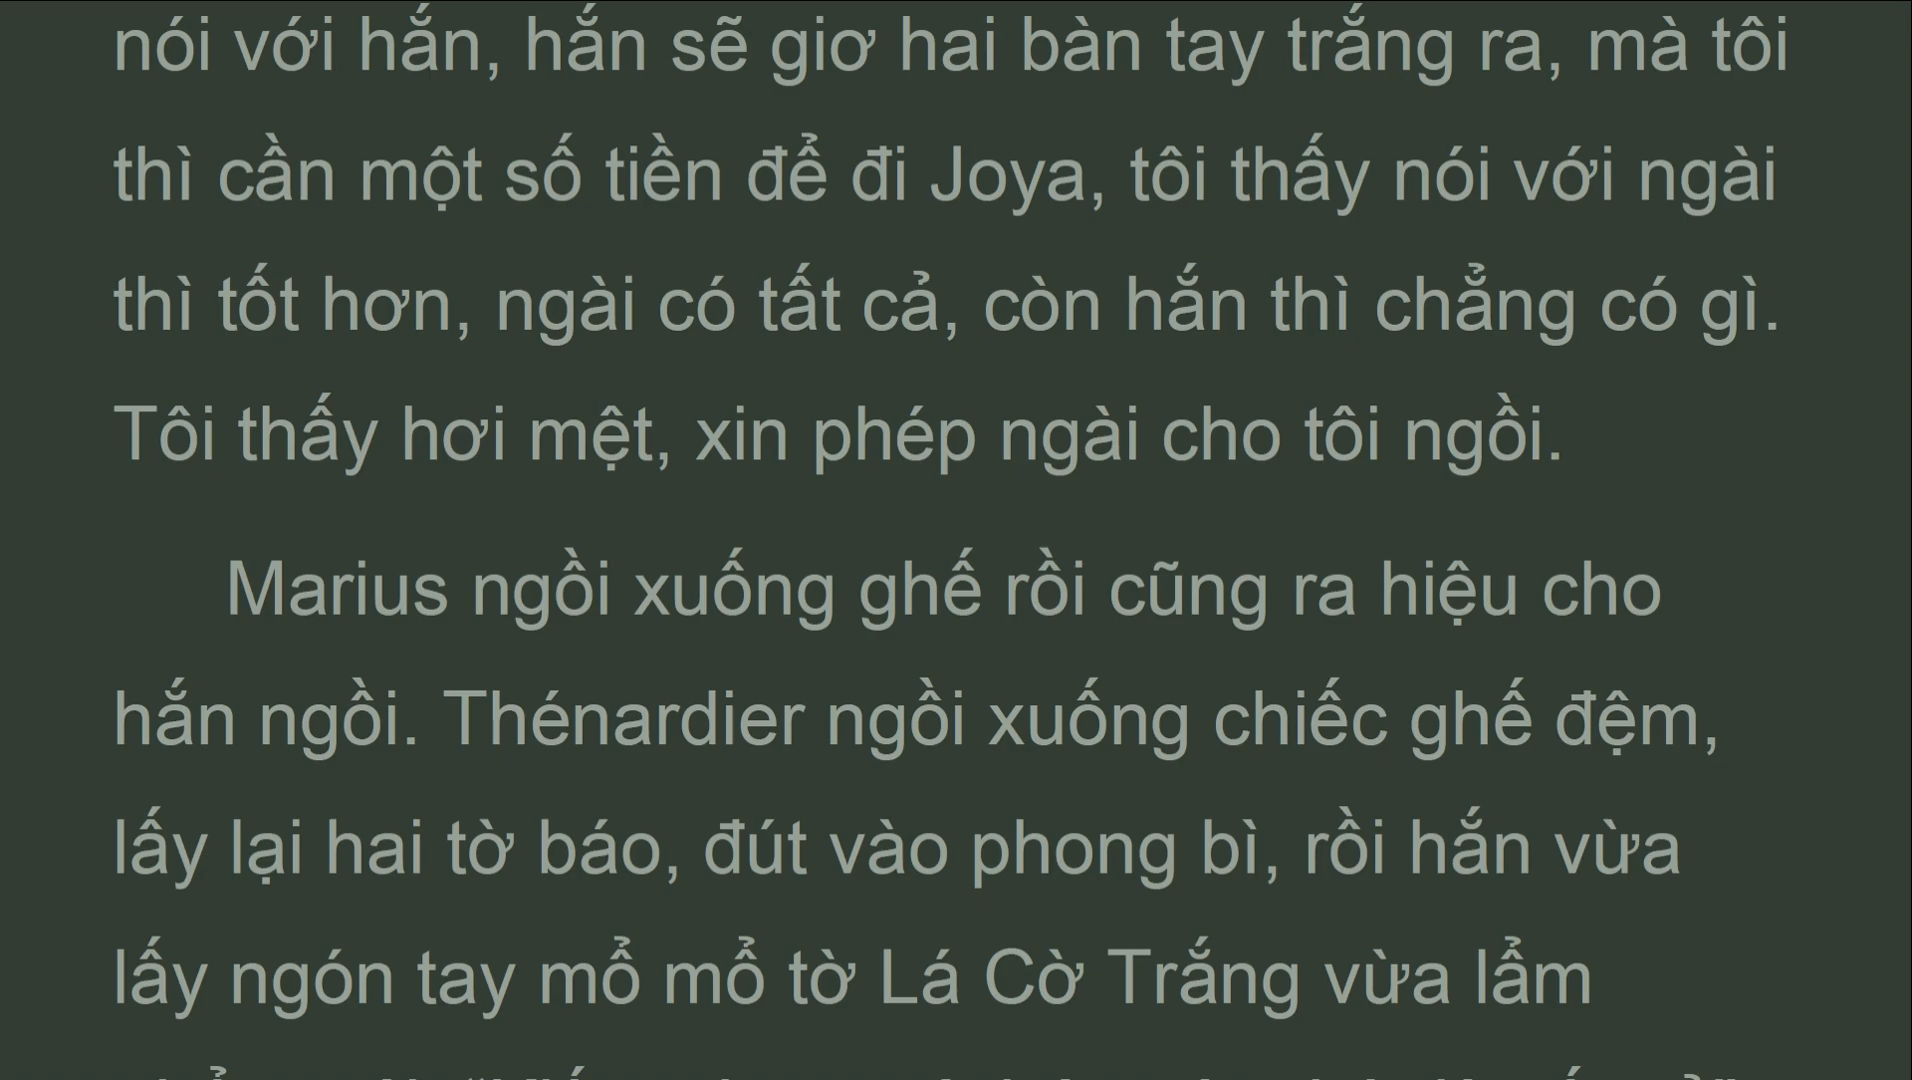 nói với hắn, hắn sẽ giơ hai bàn tay trắng ra, mà tôi
thì cần một số tiền để đi Joya, tôi thấy nói với ngài
thì tốt hơn, ngài có tất cả, còn hắn thì chẳng có gì.
Tôi thấy hơi mệt, xin phép ngài cho tôi ngồi.
Marius ngồi xuống ghế rồi cũng ra hiệu cho
hắn ngồi. Thénardier ngồi xuống chiếc ghế đệm,
lấy lại hai tờ báo, đút vào phong bì, rồi hắn vừa
lấy ngón tay mổ mổ tờ Lá Cờ Trắng vừa lẩm